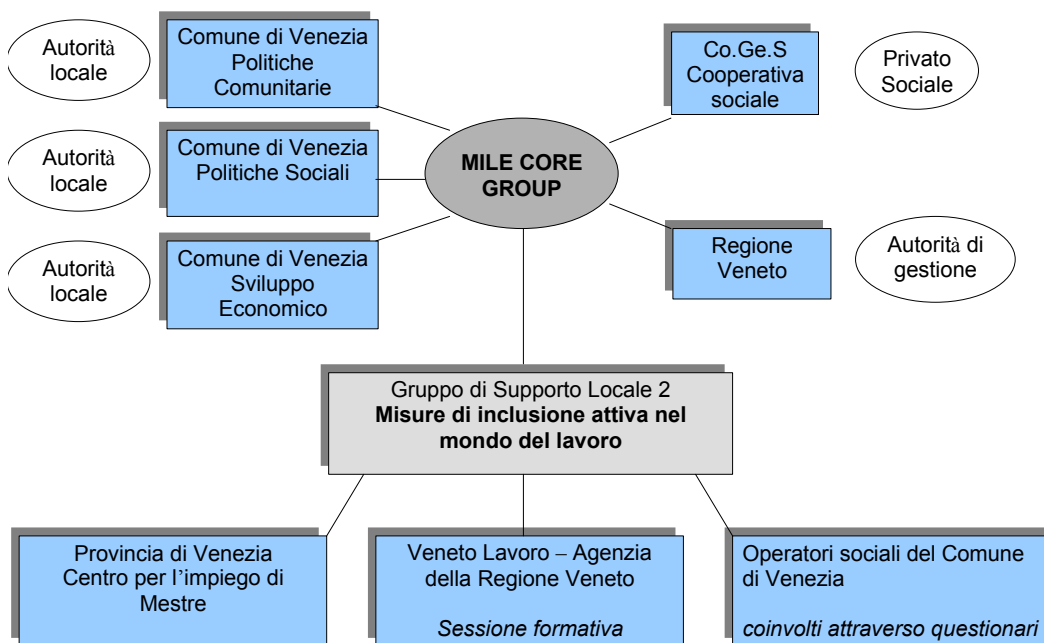 Autorità
locale
Comune di Venezia
Politiche
Comunitarie
Co.Ge.S
Cooperativa
sociale
Privato
Sociale
Autorità
locale
Comune di Venezia
Politiche Sociali
MILE CORE
GROUP
Autorità
locale
Comune di Venezia
Sviluppo
Economico
Regione
Veneto
Autorità di
gestione
Gruppo di Supporto Locale 2
Misure di inclusione attiva nel
mondo del lavoro
Provincia di Venezia
Centro per l'impiego di
Mestre
Veneto Lavoro – Agenzia
della Regione Veneto
Sessione formativa
Operatori sociali del Comune
di Venezia
coinvolti attraverso questionari